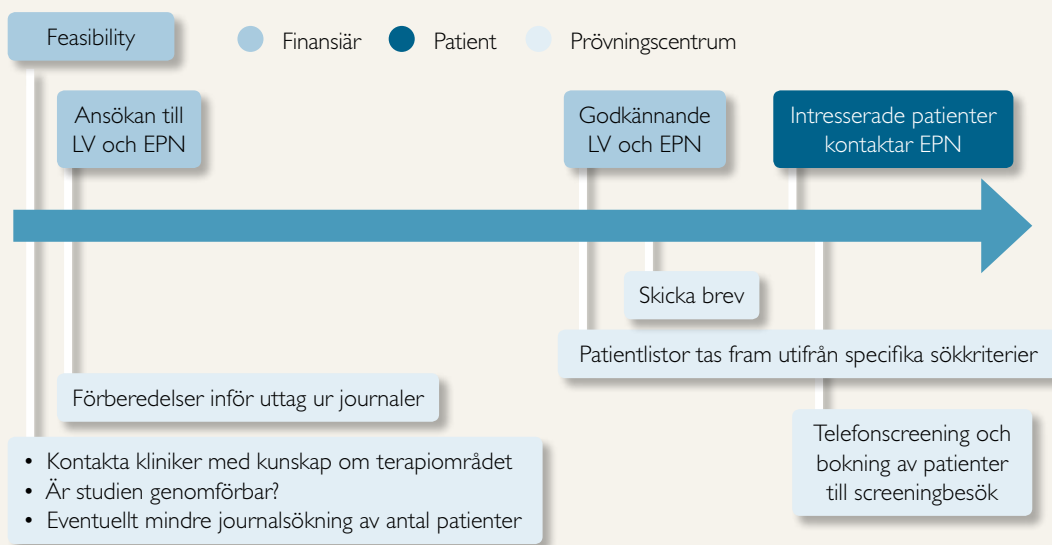 Feasibility
Finansiär
Patient
Prövningscentrum
Ansökan till
LV och EPN
Godkännande
LV och EPN
Intresserade patienter
kontaktar EPN
Skicka brev
Patientlistor tas fram utifrån specifika sökkriterier
Förberedelser inför uttag ur journaler
• Kontakta kliniker med kunskap om terapiområdet
• Är studien genomförbar?
• Eventuellt mindre journalsökning av antal patienter
Telefonscreening och
bokning av patienter
till screeningbesök